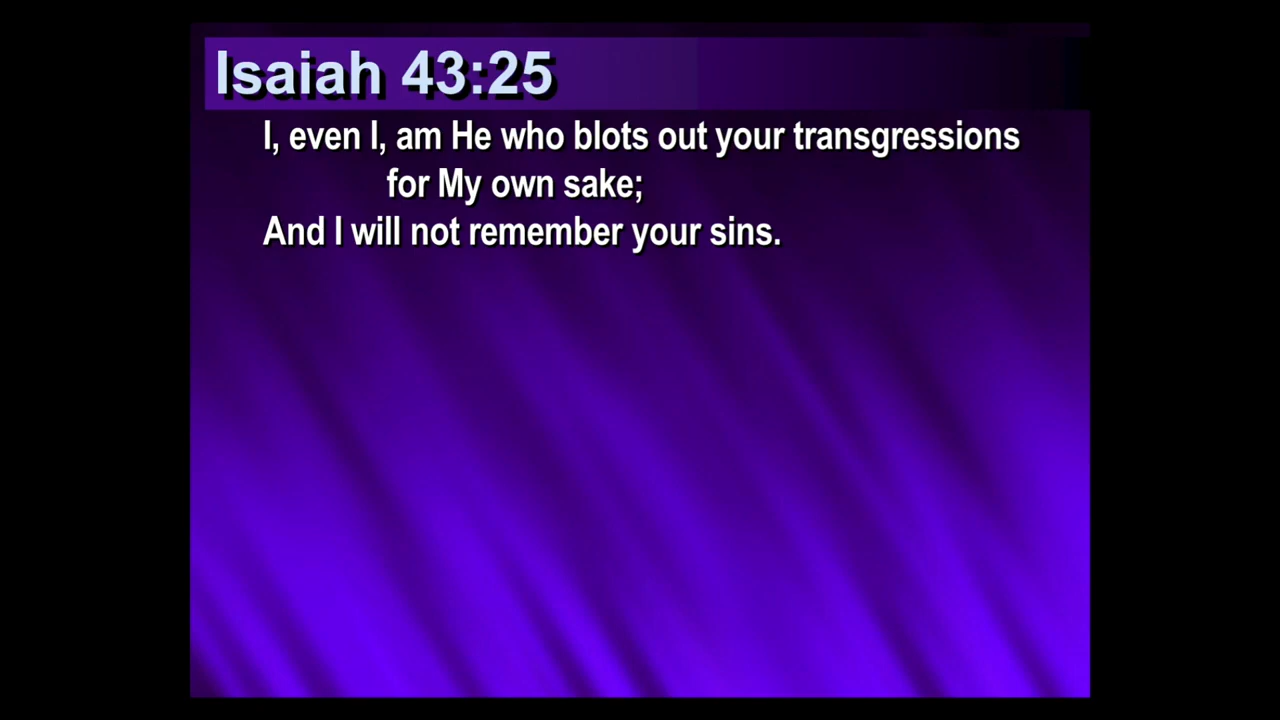 Isaiah 43:25
I, even I, am He who blots out your transgressions
for My own sake;
And I will not remember your sins.